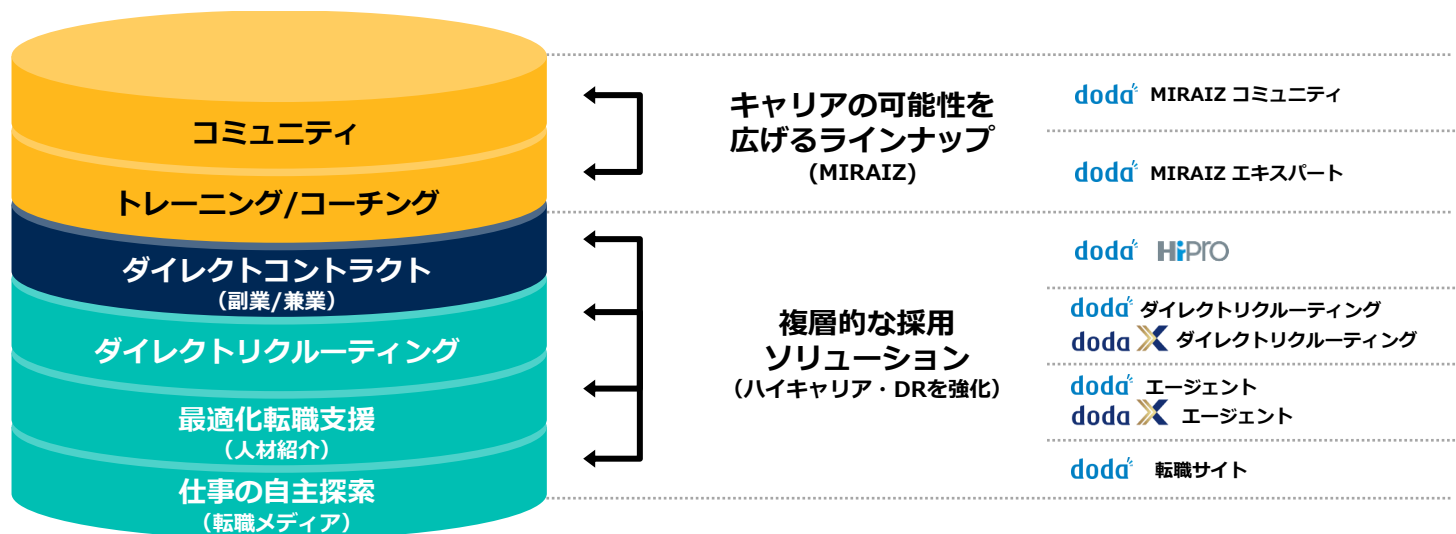 コミュニティ
トレーニング/コーチング
ダイレクトコントラクト
（副業/兼業）
ダイレクトリクルーティング
最適化転職支援
（人材紹介）
仕事の自主探索
（転職メディア）
キャリアの可能性を
広げるラインナップ
(MIRAIZ)
複層的な採用
ソリューション
（ハイキャリア・DRを強化）
doda MIRAIZ コミュニティ
doda MIRAIZ エキスパート
doda HiPro
doda ダイレクトリクルーティング
doda X ダイレクトリクルーティング
doda エージェント
doda X エージェント
doda 転職サイト